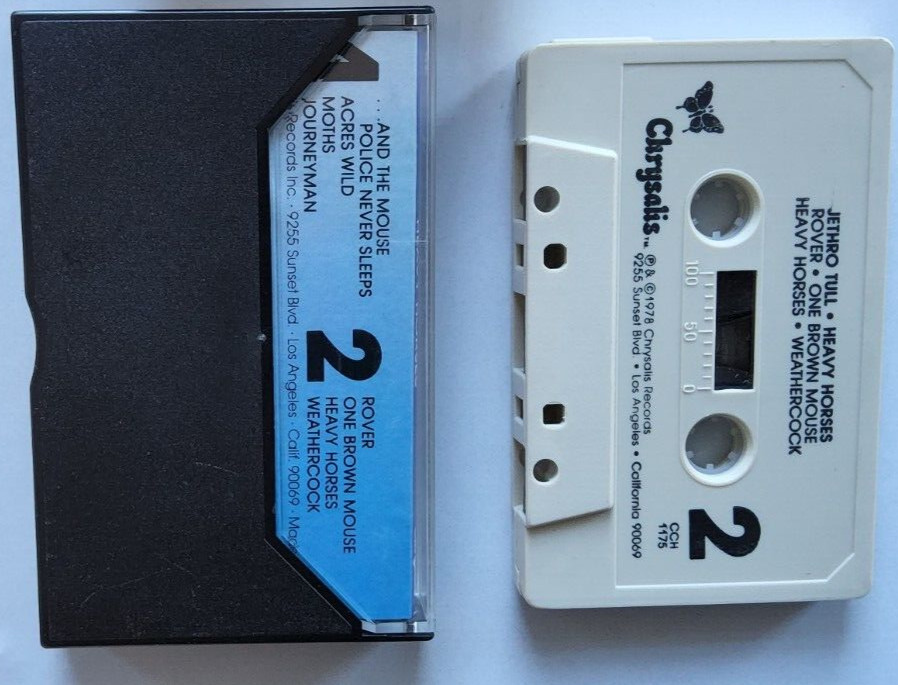 ...AND THE MOUSE
POLICE NEVER SLEEPS
ACRES WILD
MOTHS
JOURNEYMAN
2
ROVER
ONE BROWN MOUSE
HEAVY HORSES
WEATHERCOCK
Records Inc. · 9255 Sunset Blvd. · Los Angeles · Calif. 90069 ·
JETHRO TULL • HEAVY HORSES
ROVER • ONE BROWN MOUSE
HEAVY HORSES • WEATHERCOCK
100 50 0
2
CCH
1175
Chrysalis™ ℗ & ©1978 Chrysalis Records
9255 Sunset Blvd. • Los Angeles • California 90069